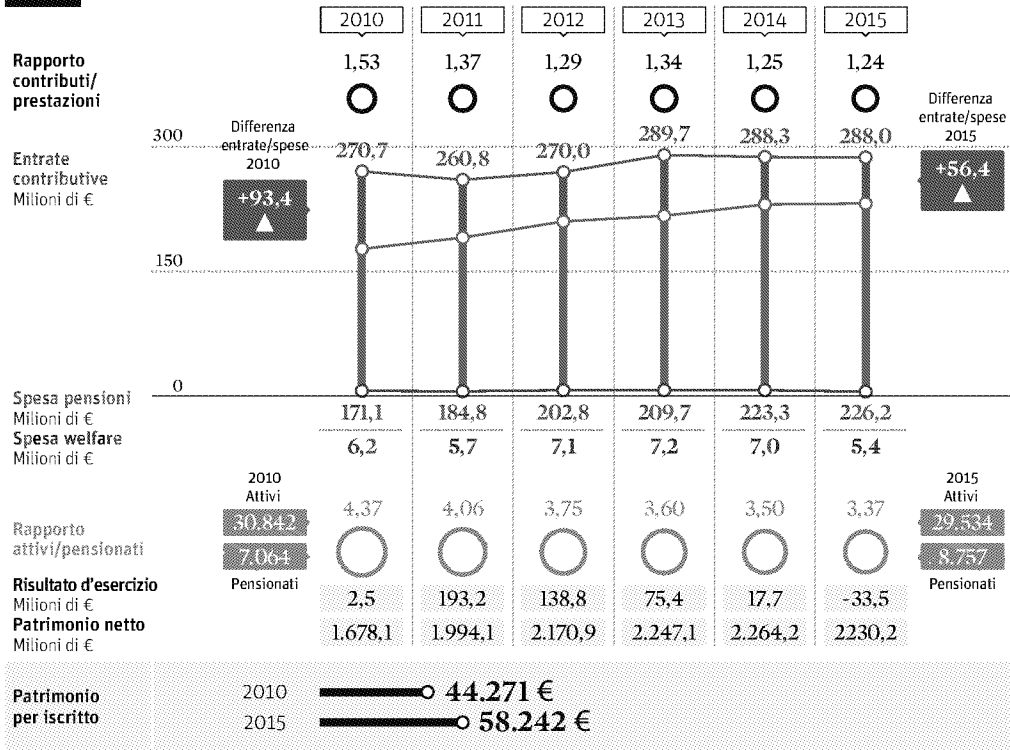 2010 2011 2012 2013 2014 2015
Rapporto
contributi/
prestazioni
1,53 1,37 1,29 1,34 1,25 1,24
Differenza
entrate/spese
2010
+93,4
Differenza
entrate/spese
2015
+56,4
Entrate
contributive
Milioni di €
300
150
0
270,7 260,8 270,0 289,7 288,3 288,0
Spesa pensioni
Milioni di €
171,1 184,8 202,8 209,7 223,3 226,2
Spesa welfare
Milioni di €
6,2 5,7 7,1 7,2 7,0 5,4
2010
Attivi
30.842
7.064
Pensionati
2015
Attivi
29.534
8.757
Pensionati
Rapporto
attivi/pensionati
4,37 4,06 3,75 3,60 3,50 3,37
Risultato d'esercizio
Milioni di €
2,5 193,2 138,8 75,4 17,7 -33,5
Patrimonio netto
Milioni di €
1.678,1 1.994,1 2.170,9 2.247,1 2.264,2 2230,2
Patrimonio
per iscritto
2010 44.271 €
2015 58.242 €